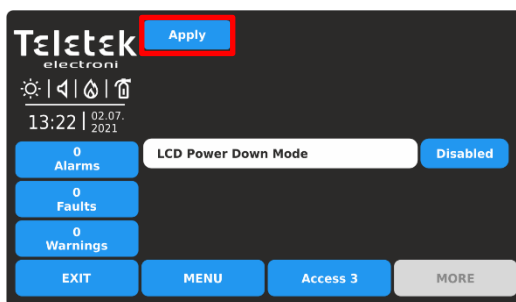 Teletek
electroni
Apply
13:22 02.07.
2021
0
Alarms
LCD Power Down Mode
Disabled
0
Faults
0
Warnings
EXIT
MENU
Access 3
MORE